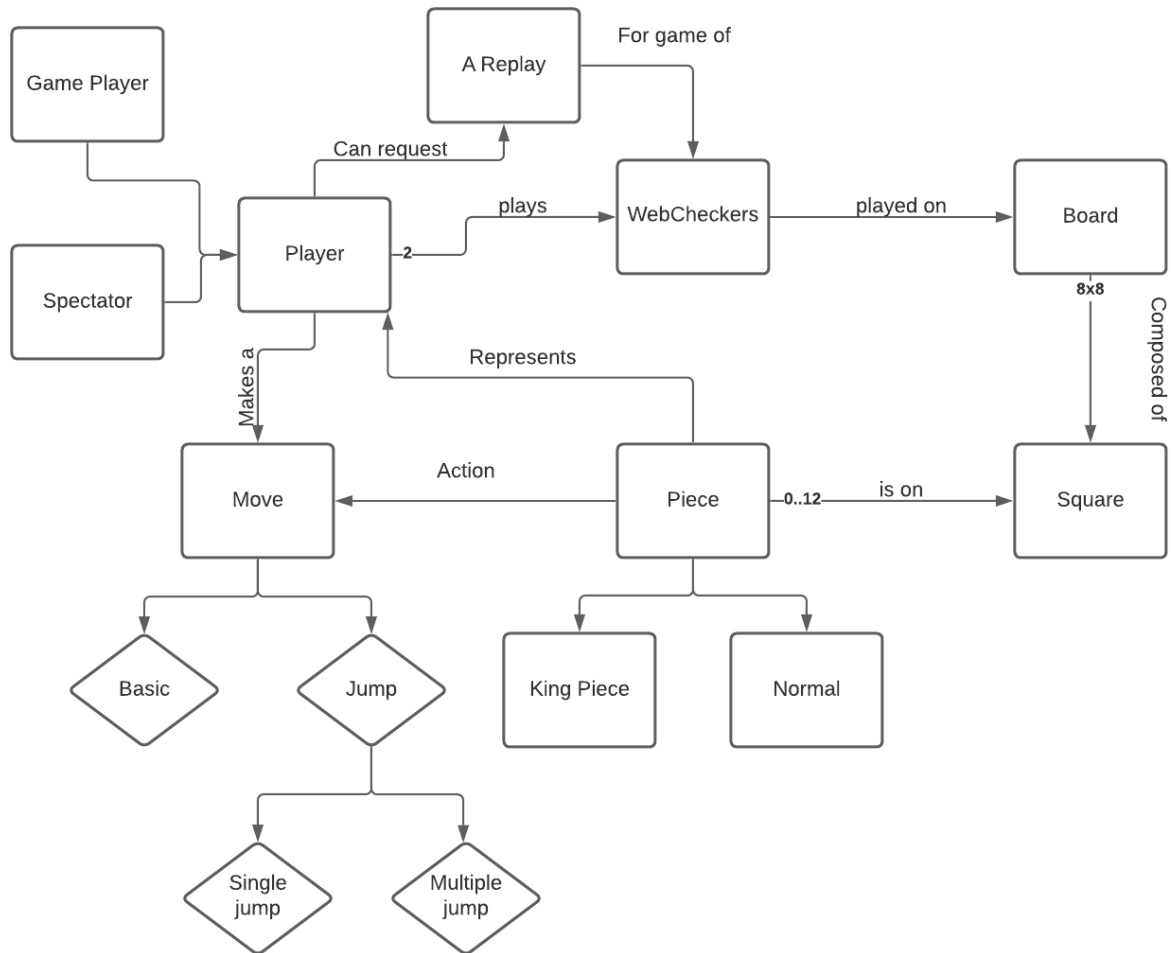 For game of
A Replay
Game Player
Can request
plays
WebCheckers
played on
Board
Player
2
8x8
Spectator
Composed of
Makes a
Represents
Action
Move
Piece
0..12
is on
Square
Basic
Jump
King Piece
Normal
Single
jump
Multiple
jump